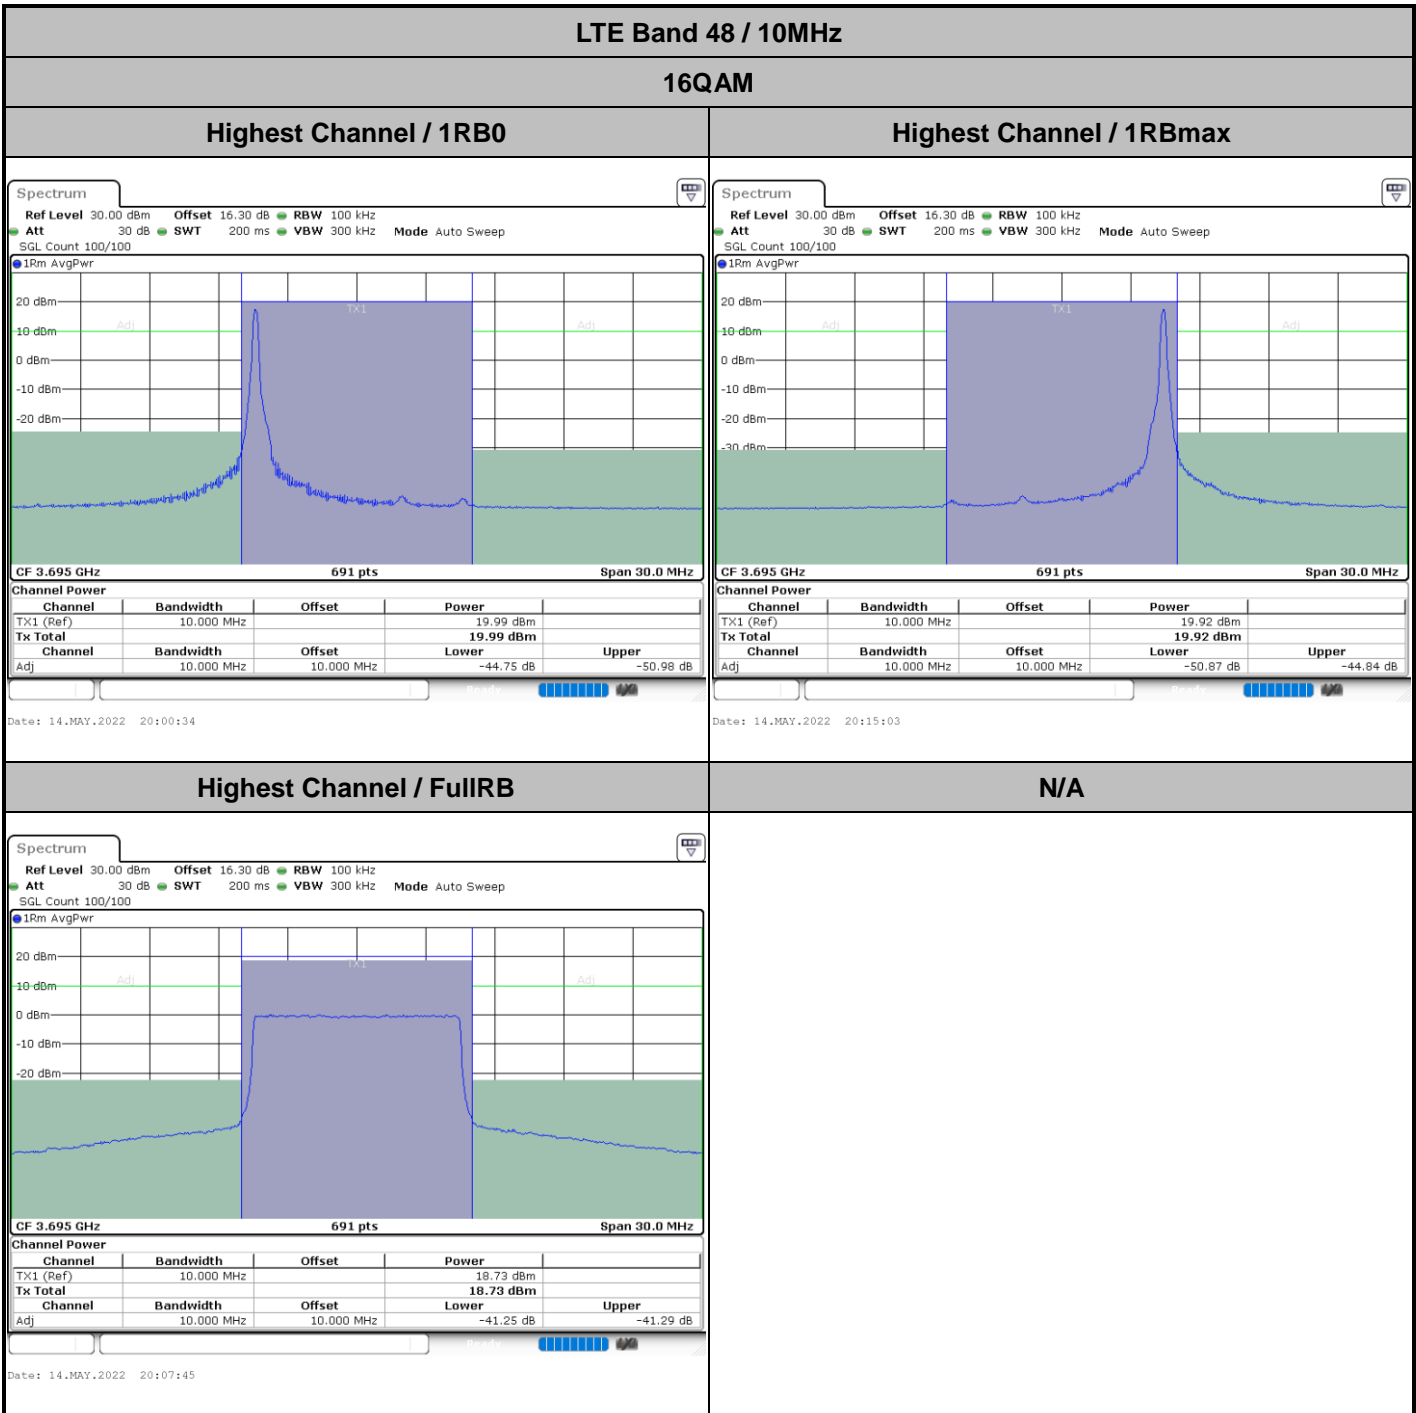 LTE Band 48 / 10MHz
16QAM
Highest Channel / 1RB0
Highest Channel / 1RBmax
Spectrum
Ref Level 30.00 dBm Offset 16.30 dB RBW 100 kHz
Att 30 dB SWT 200 ms VBW 300 kHz Mode Auto Sweep
SGL Count 100/100
1Rm AvgPwr
TX1
20 dBm
Adj
Adj
10 dBm
0 dBm
-10 dBm
-20 dBm
CF 3.695 GHz 691 pts Span 30.0 MHz
Channel Power
Channel Bandwidth Offset Power
TX1 (Ref) 10.000 MHz 19.99 dBm
Tx Total 19.99 dBm
Channel Bandwidth Offset Lower Upper
Adj 10.000 MHz 10.000 MHz -44.75 dB -50.98 dB
Ready
Date: 14.MAY.2022 20:00:34
Spectrum
Ref Level 30.00 dBm Offset 16.30 dB RBW 100 kHz
Att 30 dB SWT 200 ms VBW 300 kHz Mode Auto Sweep
SGL Count 100/100
1Rm AvgPwr
TX1
20 dBm
Adj
Adj
10 dBm
0 dBm
-10 dBm
-20 dBm
-30 dBm
CF 3.695 GHz 691 pts Span 30.0 MHz
Channel Power
Channel Bandwidth Offset Power
TX1 (Ref) 10.000 MHz 19.92 dBm
Tx Total 19.92 dBm
Channel Bandwidth Offset Lower Upper
Adj 10.000 MHz 10.000 MHz -50.87 dB -44.84 dB
Ready
Date: 14.MAY.2022 20:15:03
Highest Channel / FullRB
N/A
Spectrum
Ref Level 30.00 dBm Offset 16.30 dB RBW 100 kHz
Att 30 dB SWT 200 ms VBW 300 kHz Mode Auto Sweep
SGL Count 100/100
1Rm AvgPwr
20 dBm
TX1
Adj
Adj
10 dBm
0 dBm
-10 dBm
-20 dBm
CF 3.695 GHz 691 pts Span 30.0 MHz
Channel Power
Channel Bandwidth Offset Power
TX1 (Ref) 10.000 MHz 18.73 dBm
Tx Total 18.73 dBm
Channel Bandwidth Offset Lower Upper
Adj 10.000 MHz 10.000 MHz -41.25 dB -41.29 dB
Ready
Date: 14.MAY.2022 20:07:45